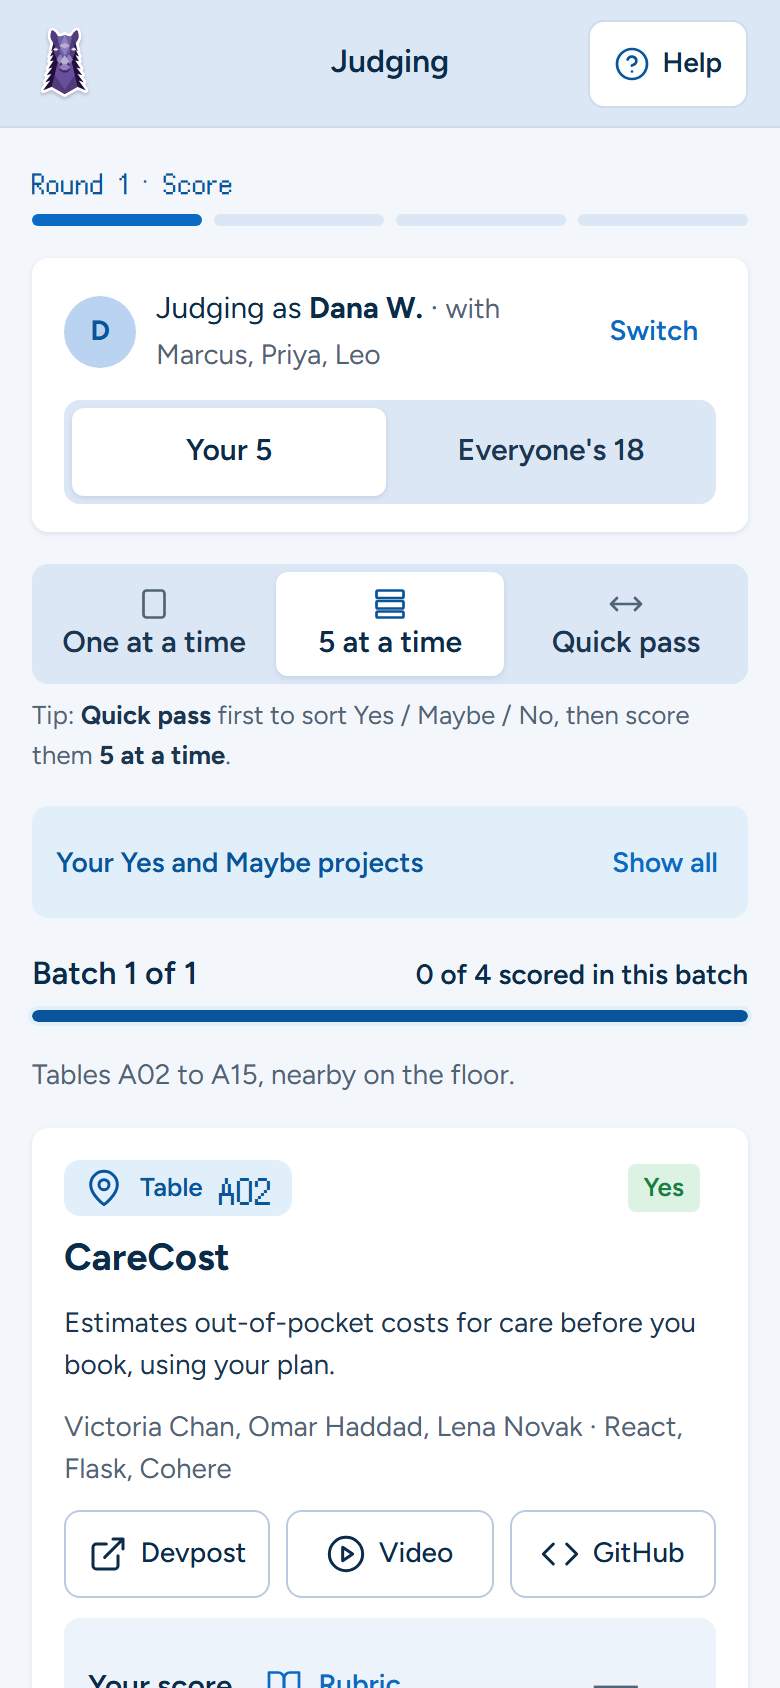 Judging
Help
Round 1 · Score
D
Judging as Dana W. · with
Marcus, Priya, Leo
Switch
Your 5
Everyone's 18
One at a time
5 at a time
Quick pass
Tip: Quick pass first to sort Yes / Maybe / No, then score
them 5 at a time.
Your Yes and Maybe projects
Show all
Batch 1 of 1
0 of 4 scored in this batch
Tables A02 to A15, nearby on the floor.
Table A02
Yes
CareCost
Estimates out-of-pocket costs for care before you
book, using your plan.
Victoria Chan, Omar Haddad, Lena Novak · React,
Flask, Cohere
Devpost
Video
GitHub
Your score
Rubric